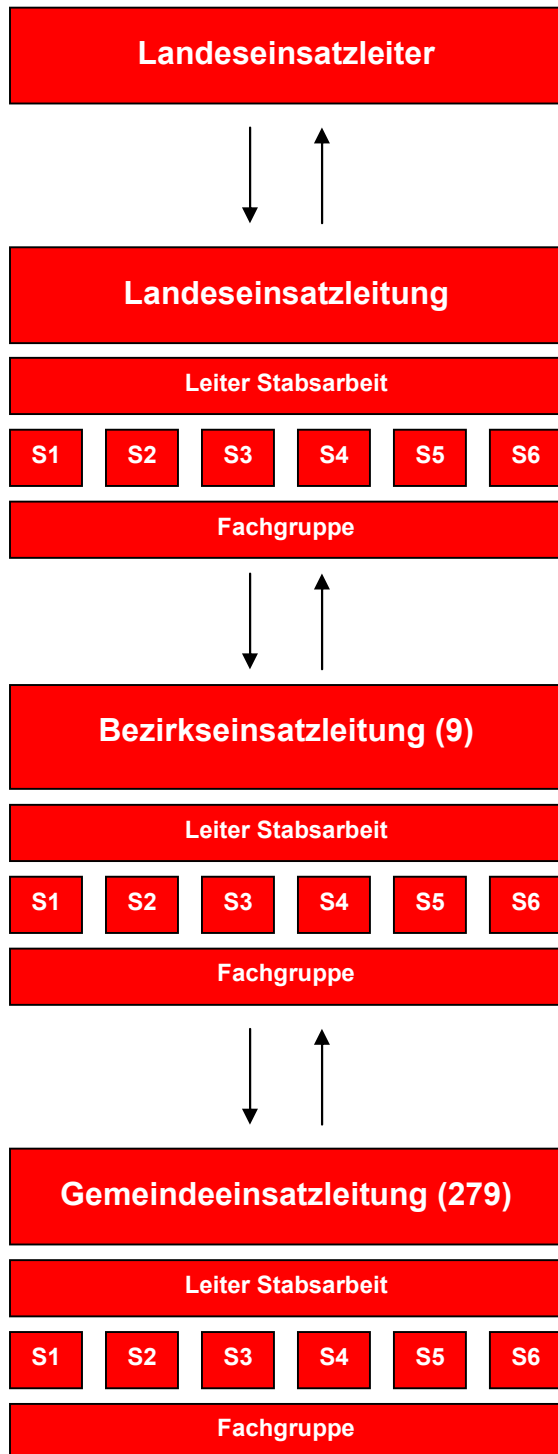 Landeseinsatzleiter
Landeseinsatzleitung
Leiter Stabsarbeit
S1 S2 S3 S4 S5 S6
Fachgruppe
Bezirkseinsatzleitung (9)
Leiter Stabsarbeit
S1 S2 S3 S4 S5 S6
Fachgruppe
Gemeindeeinsatzleitung (279)
Leiter Stabsarbeit
S1 S2 S3 S4 S5 S6
Fachgruppe